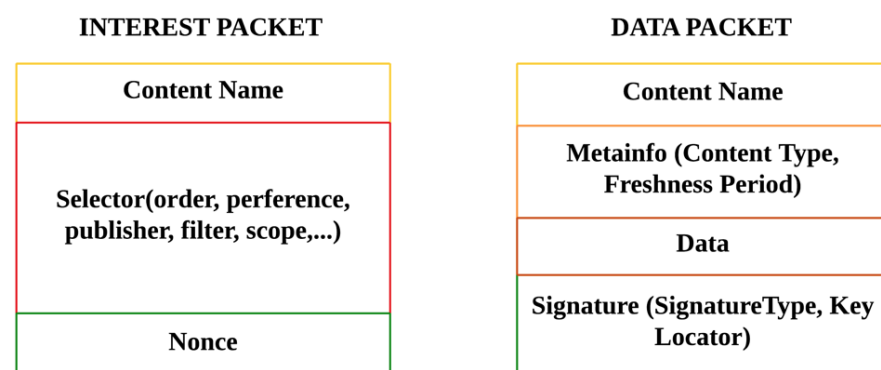 INTEREST PACKET
Content Name
Selector(order, perference,
publisher, filter, scope,...)
Nonce
DATA PACKET
Content Name
Metainfo (Content Type,
Freshness Period)
Data
Signature (SignatureType, Key
Locator)